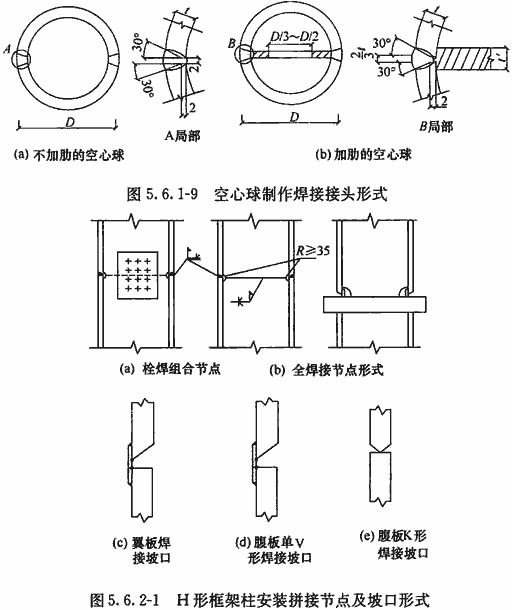 A
30°
30°
t
2
2
D
A局部
(a) 不加肋的空心球
B
D/3~D/2
D
30°
30°
t
t
2
B局部
(b) 加肋的空心球
图 5.6.1-9 空心球制作焊接接头形式
R≥35
(a) 栓焊组合节点
(b) 全焊接节点形式
(c) 翼板焊
接坡口
(d) 腹板单V
形焊接坡口
(e) 腹板K形
焊接坡口
图 5.6.2-1 H 形框架柱安装拼接节点及坡口形式